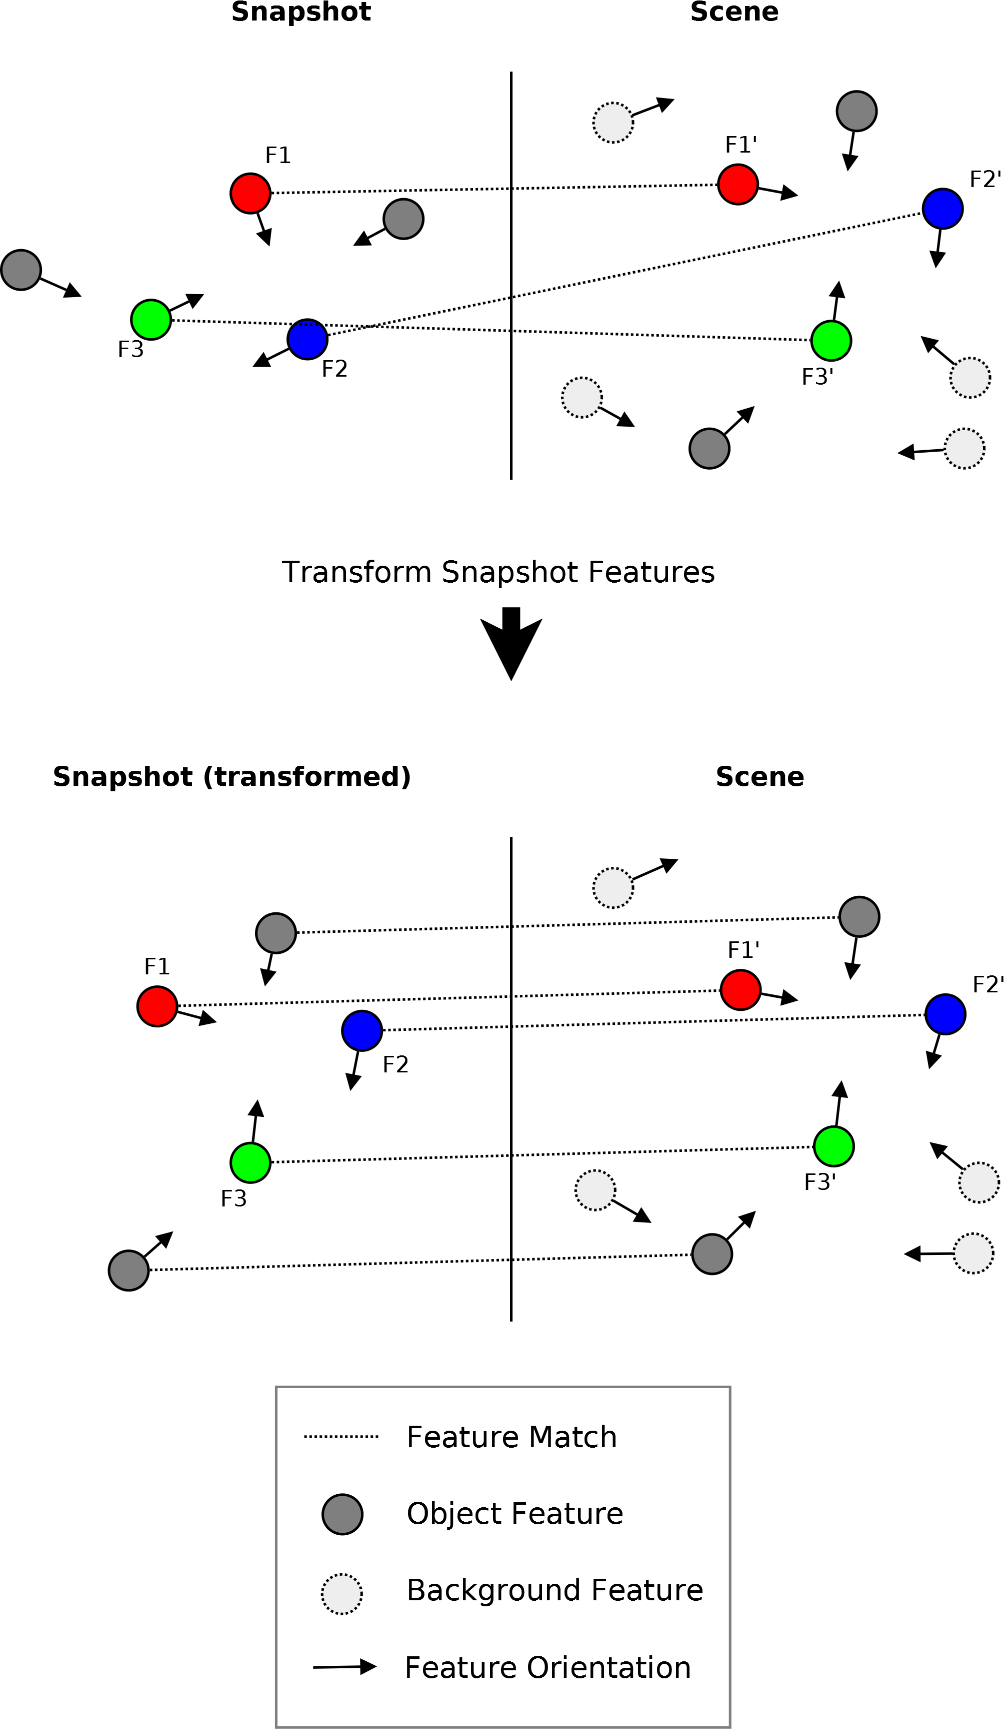 Snapshot
Scene
F1
F1'
F2'
F3
F2
F3'
Transform Snapshot Features
Snapshot (transformed)
Scene
F1
F1'
F2'
F2
F3
F3'
Feature Match
Object Feature
Background Feature
Feature Orientation